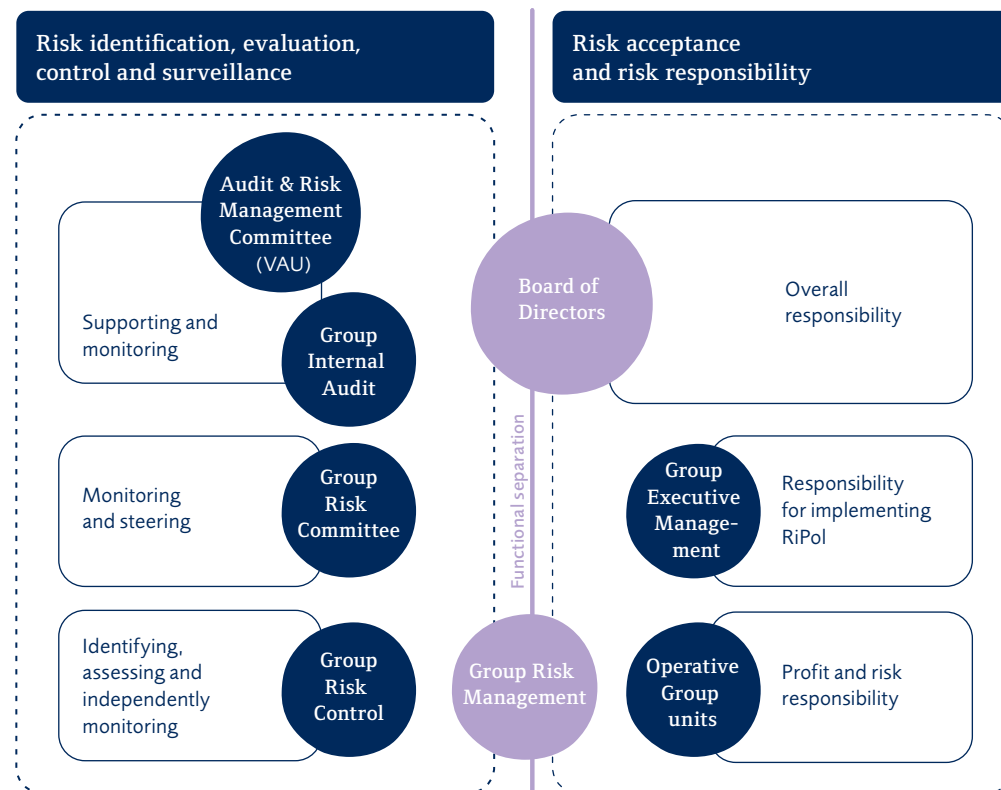 Risk identification, evaluation,
control and surveillance
Risk acceptance
and risk responsibility
Audit & Risk
Management
Committee
(VAU)
Supporting and
monitoring
Group
Internal
Audit
Board of
Directors
Overall
responsibility
Functional separation
Monitoring
and steering
Group
Risk
Committee
Group
Executive
Manage-
ment
Responsibility
for implementing
RiPol
Identifying,
assessing and
independently
monitoring
Group
Risk
Control
Group Risk
Management
Operative
Group
units
Profit and risk
responsibility